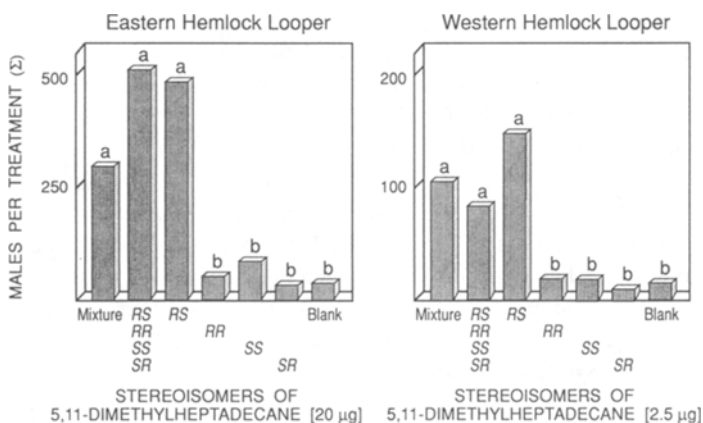 Eastern Hemlock Looper
MALES PER TREATMENT (Σ)
500
250
a
a
a
b
b
b
b
Mixture RS RS Blank
RR RR
SS SS
SR SR
STEREOISOMERS OF
5,11-DIMETHYLHEPTADECANE [20 µg]
Western Hemlock Looper
200
100
a
a
a
b
b
b
b
Mixture RS RS Blank
RR RR
SS SS
SR SR
STEREOISOMERS OF
5,11-DIMETHYLHEPTADECANE [2.5 µg]